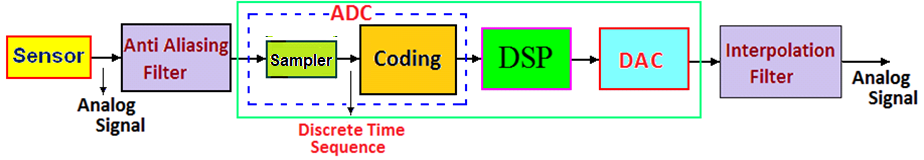 ADC
Sensor
Anti Aliasing
Filter
Sampler
Coding
DSP
DAC
Interpolation
Filter
Analog
Signal
Discrete Time
Sequence
Analog
Signal